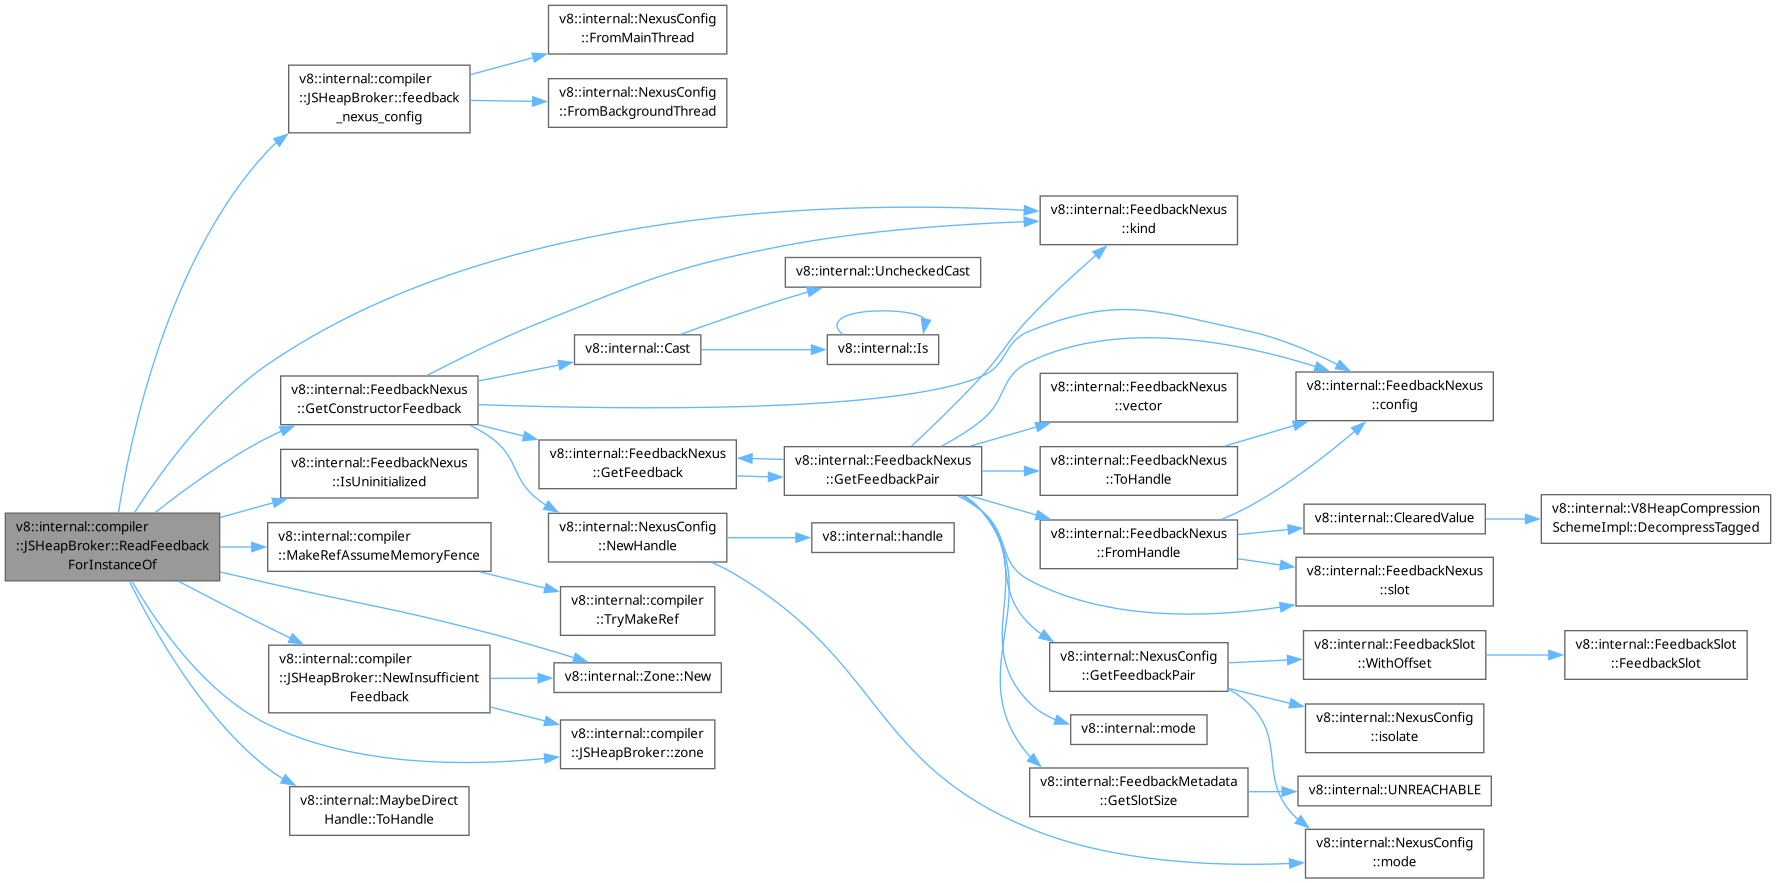 v8::internal::NexusConfig
::FromMainThread
v8::internal::compiler
::JSHeapBroker::feedback
_nexus_config
v8::internal::NexusConfig
::FromBackgroundThread
v8::internal::FeedbackNexus
::kind
v8::internal::UncheckedCast
v8::internal::Cast
v8::internal::Is
v8::internal::FeedbackNexus
::GetConstructorFeedback
v8::internal::FeedbackNexus
::vector
v8::internal::FeedbackNexus
::config
v8::internal::FeedbackNexus
::IsUninitialized
v8::internal::FeedbackNexus
::GetFeedback
v8::internal::FeedbackNexus
::GetFeedbackPair
v8::internal::FeedbackNexus
::ToHandle
v8::internal::compiler
::JSHeapBroker::ReadFeedback
ForInstanceOf
v8::internal::compiler
::MakeRefAssumeMemoryFence
v8::internal::NexusConfig
::NewHandle
v8::internal::handle
v8::internal::FeedbackNexus
::FromHandle
v8::internal::ClearedValue
v8::internal::V8HeapCompression
SchemeImpl::DecompressTagged
v8::internal::compiler
::TryMakeRef
v8::internal::FeedbackNexus
::slot
v8::internal::compiler
::JSHeapBroker::NewInsufficient
Feedback
v8::internal::Zone::New
v8::internal::NexusConfig
::GetFeedbackPair
v8::internal::FeedbackSlot
::WithOffset
v8::internal::FeedbackSlot
::FeedbackSlot
v8::internal::compiler
::JSHeapBroker::zone
v8::internal::mode
v8::internal::NexusConfig
::isolate
v8::internal::MaybeDirect
Handle::ToHandle
v8::internal::FeedbackMetadata
::GetSlotSize
v8::internal::UNREACHABLE
v8::internal::NexusConfig
::mode